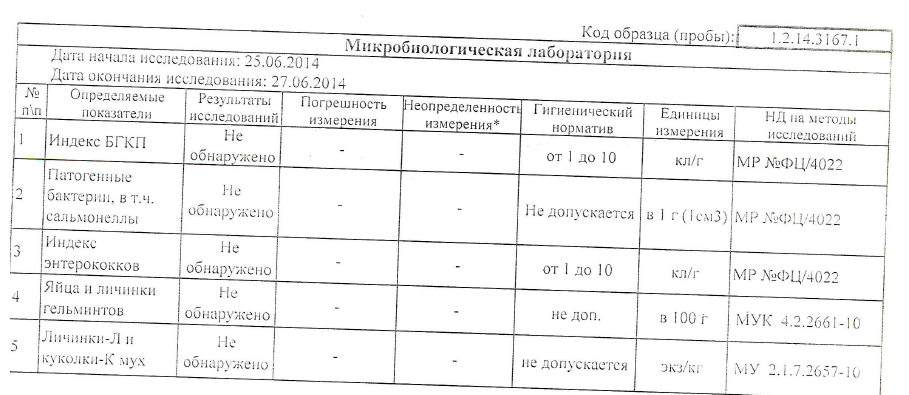 Код образца (пробы): 1.2.14.3167.1
Микробиологическая лаборатория
Дата начала исследования: 25.06.2014
Дата окончания исследования: 27.06.2014
№ п\п Определяемые показатели Результаты исследований Погрешность измерения Неопределенность измерения* Гигиенический норматив Единицы измерения НД на методы исследований
1 Индекс БГКП Не обнаружено - - от 1 до 10 кл/г МР №ФЦ/4022
2 Патогенные бактерии, в т.ч. сальмонеллы Не обнаружено - - Не допускается в 1 г (1см3) МР №ФЦ/4022
3 Индекс энтерококков Не обнаружено - - от 1 до 10 кл/г МР №ФЦ/4022
4 Яйца и личинки гельминтов Не обнаружено - - не доп. в 100 г МУК 4.2.2661-10
5 Личинки-Л и куколки-К мух Не обнаружено - - не допускается экз/кг МУ 2.1.7.2657-10